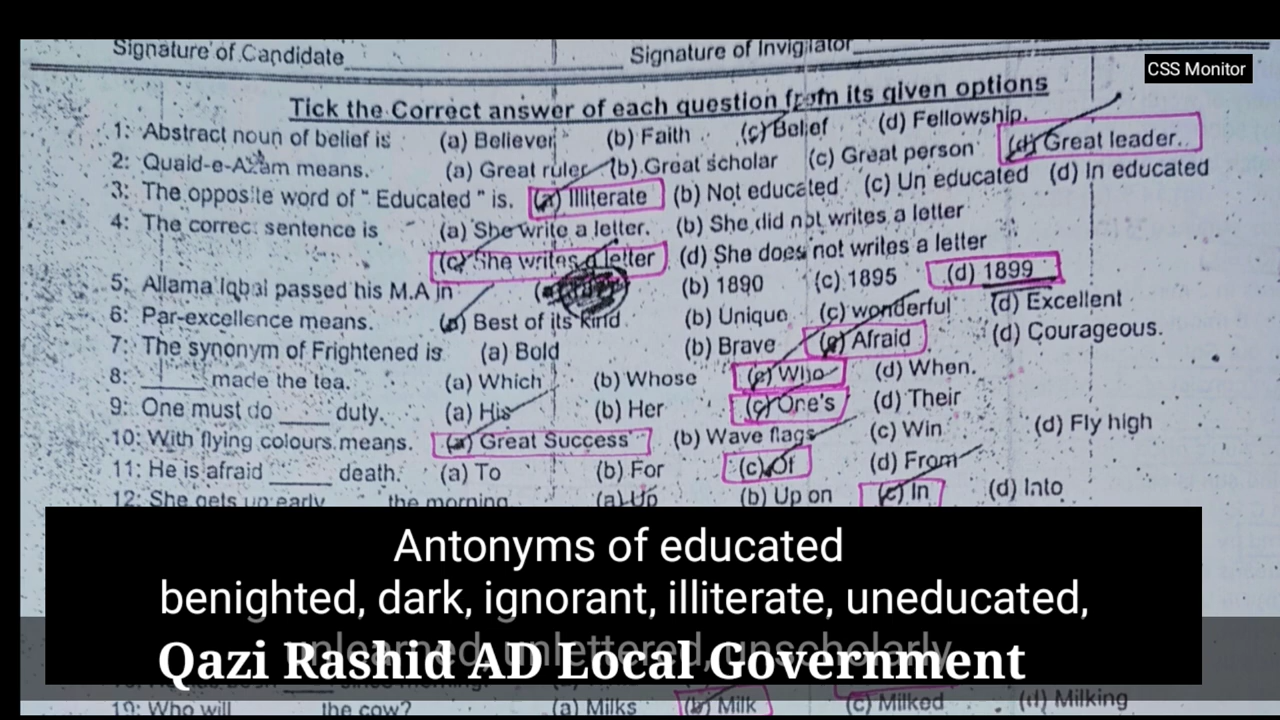 Signature of Candidate Signature of Invigilator
CSS Monitor
Tick the Correct answer of each question from its given options
1: Abstract noun of belief is (a) Believer (b) Faith (c) Belief (d) Fellowship.
2: Quaid-e-Azam means. (a) Great ruler (b) Great scholar (c) Great person (d) Great leader.
3: The opposite word of " Educated " is. (a) Illiterate (b) Not educated (c) Un educated (d) In educated
4: The correct sentence is (a) She write a letter. (b) She did not writes a letter
(c) She writes a letter (d) She does not writes a letter
5: Allama Iqbal passed his M.A in (b) 1890 (c) 1895 (d) 1899
6: Par-excellence means. (a) Best of its kind (b) Unique (c) wonderful (d) Excellent
7: The synonym of Frightened is (a) Bold (b) Brave (c) Afraid (d) Courageous.
8: ____ made the tea. (a) Which (b) Whose (c) Who (d) When.
9: One must do ____ duty. (a) His (b) Her (c) One's (d) Their
10: With flying colours means. (a) Great Success (b) Wave flags (c) Win (d) Fly high
11: He is afraid ____ death. (a) To (b) For (c) Of (d) From
12: She gets up early the morning (a) Up (b) Up on (c) In (d) Into
Antonyms of educated
benighted, dark, ignorant, illiterate, uneducated,
unlearned, unlettered, unscholarly
Qazi Rashid AD Local Government
19: Who will ____ the cow? (a) Milks (b) Milk (c) Milked (d) Milking